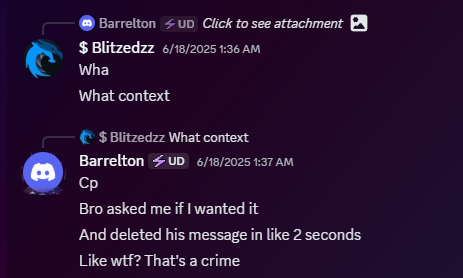 Barrelton UD Click to see attachment
$ Blitzedzz 6/18/2025 1:36 AM
Wha
What context
$ Blitzedzz What context
Barrelton UD 6/18/2025 1:37 AM
Cp
Bro asked me if I wanted it
And deleted his message in like 2 seconds
Like wtf? That's a crime